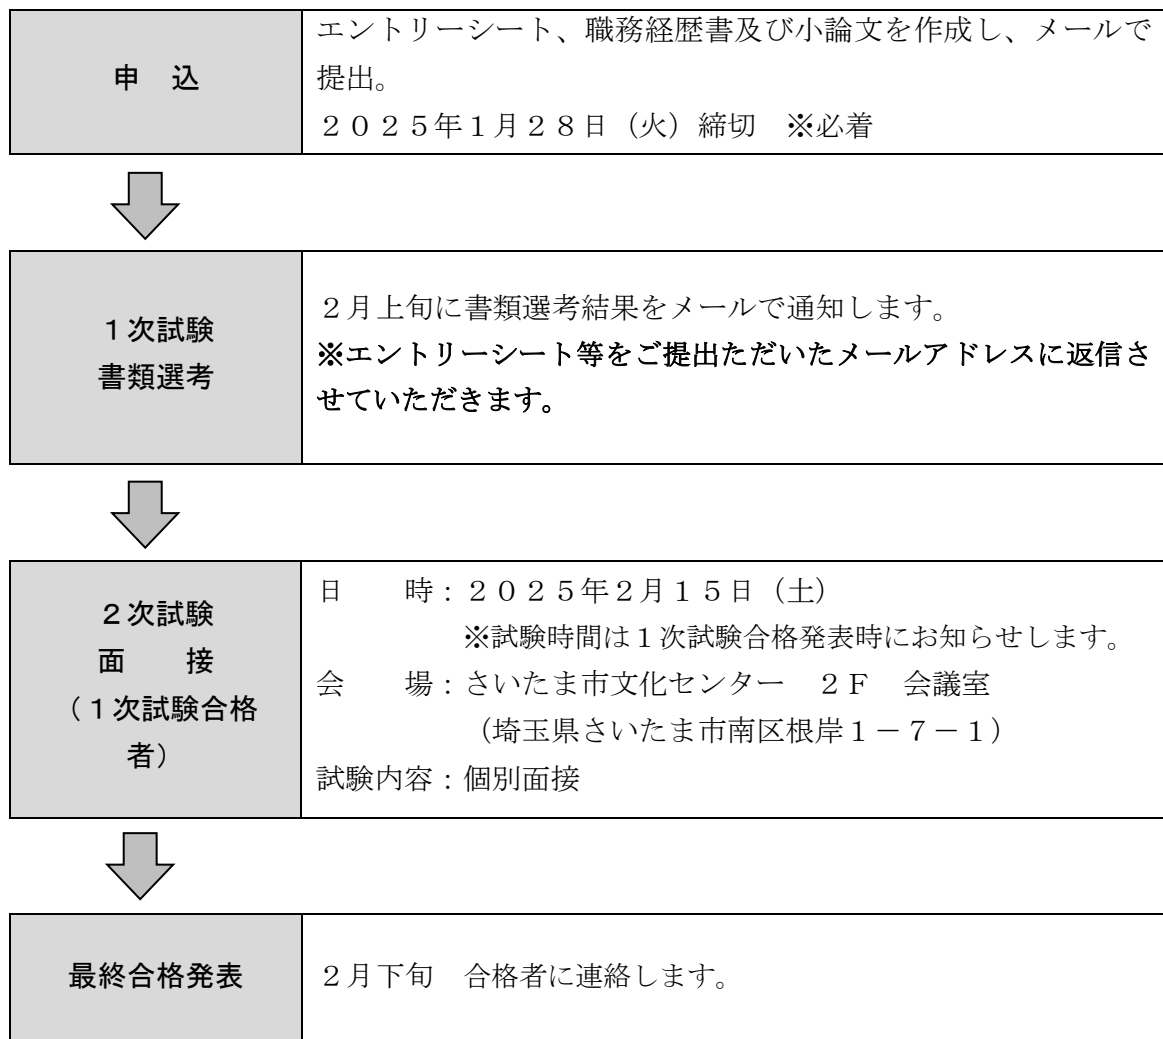 申　込
エントリーシート、職務経歴書及び小論文を作成し、メールで
提出。
２０２５年１月２８日（火）締切　※必着
１次試験
書類選考
２月上旬に書類選考結果をメールで通知します。
※エントリーシート等をご提出ただいたメールアドレスに返信さ
せていただきます。
２次試験
面　　接
（１次試験合格
者）
日　　時：２０２５年２月１５日（土）
※試験時間は１次試験合格発表時にお知らせします。
会　　場：さいたま市文化センター　２Ｆ　会議室
（埼玉県さいたま市南区根岸１－７－１）
試験内容：個別面接
最終合格発表
２月下旬　合格者に連絡します。